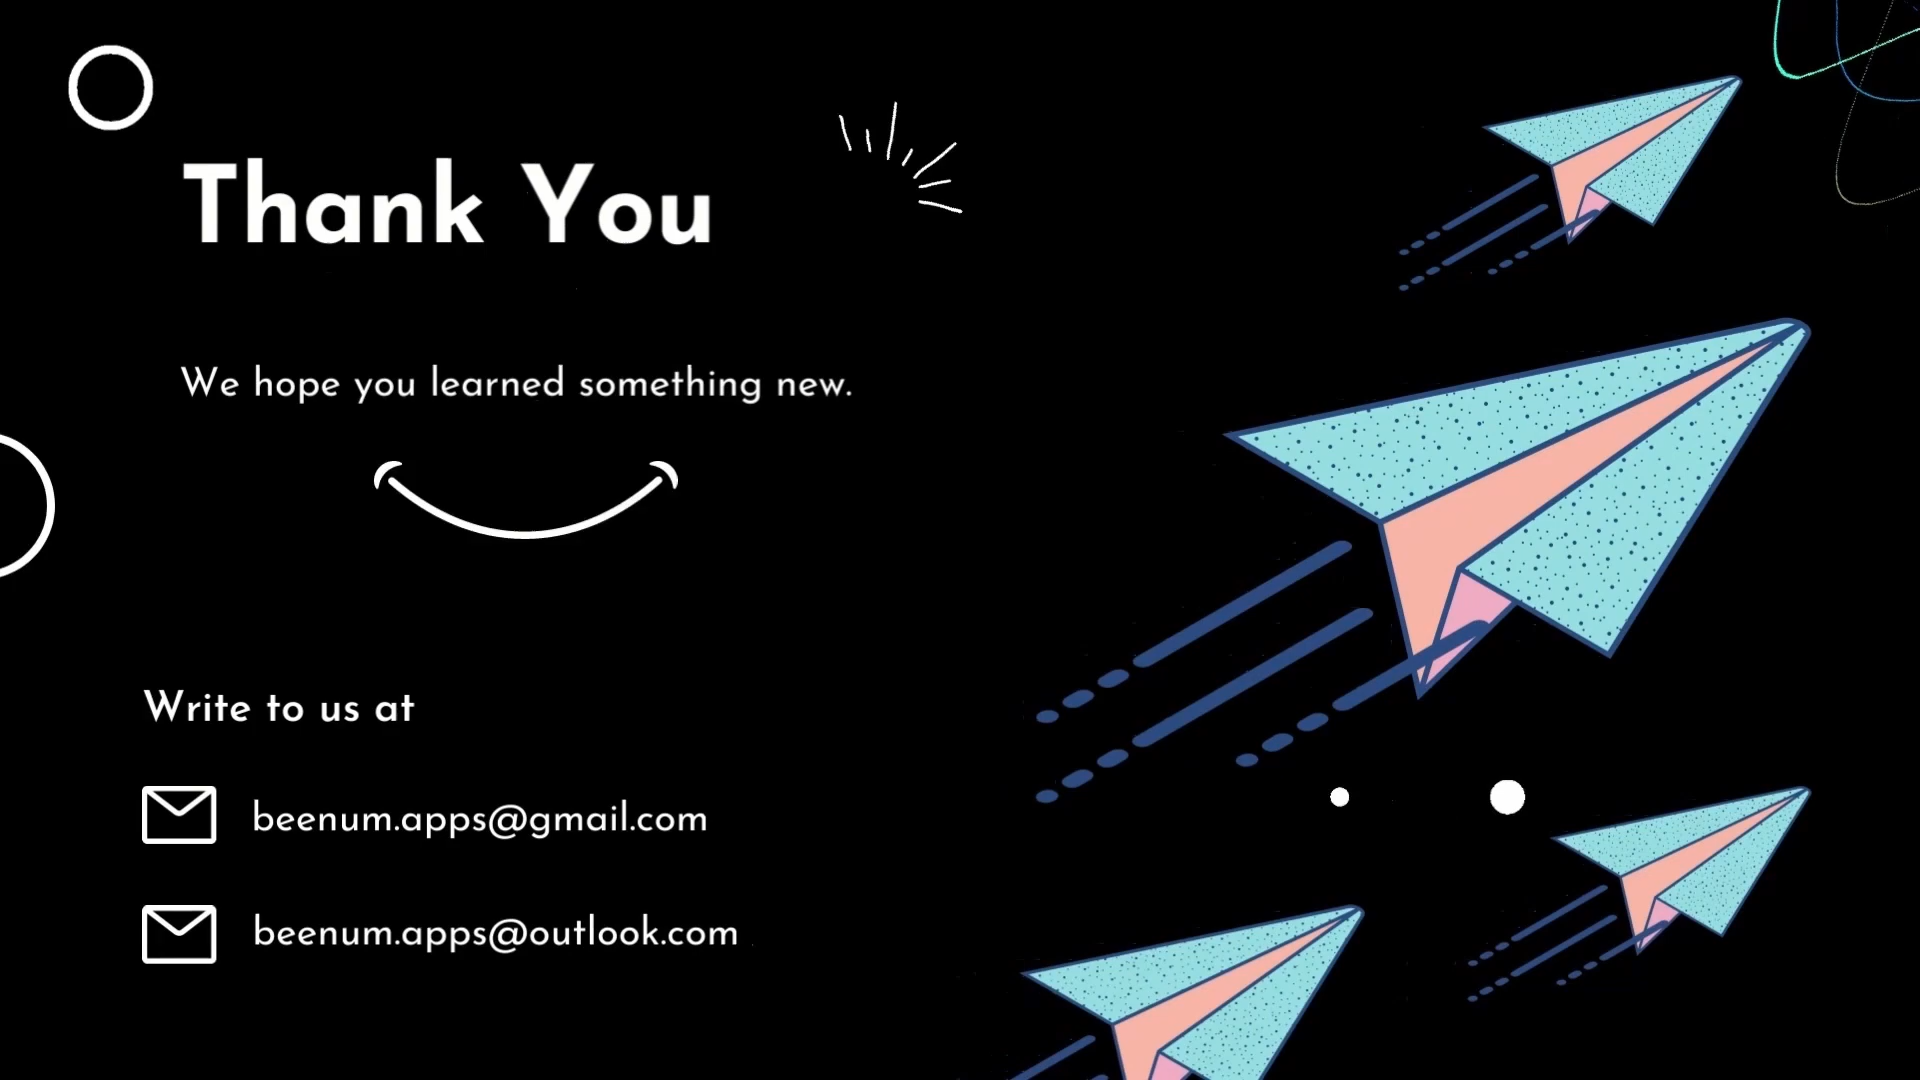 Thank You
We hope you learned something new.
Write to us at
beenum.apps@gmail.com
beenum.apps@outlook.com